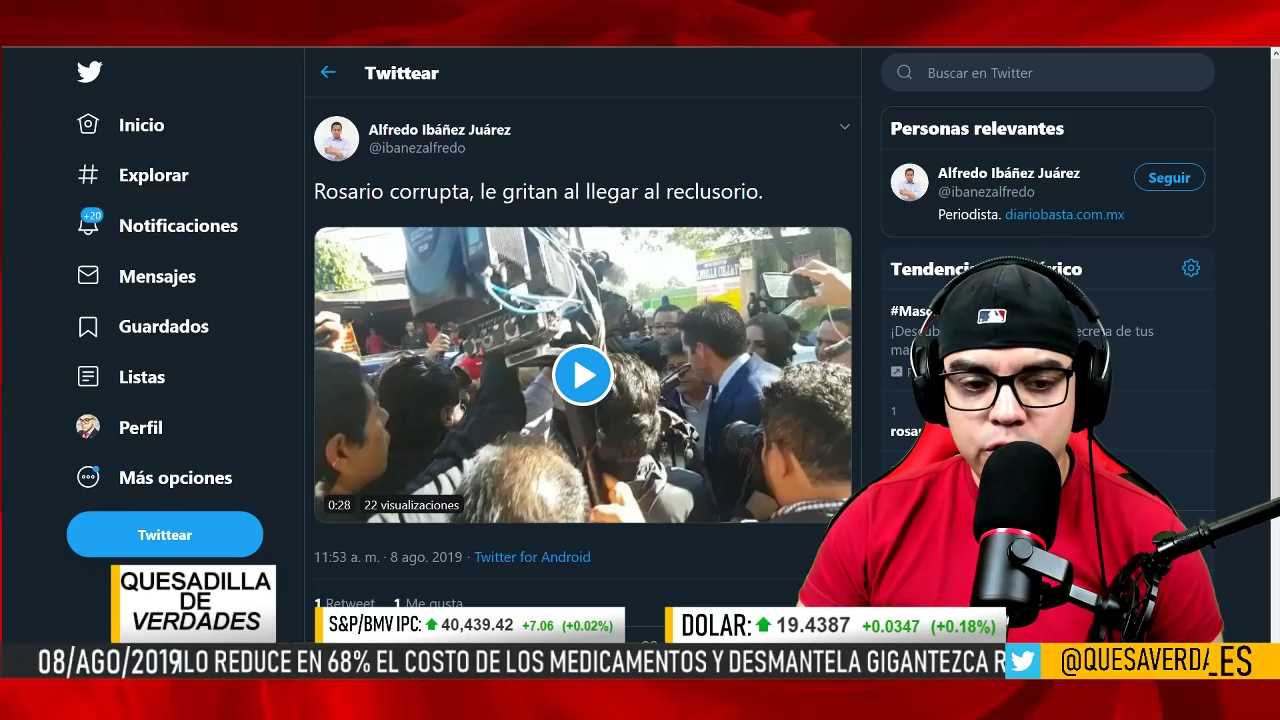 Inicio
Explorar
+20
Notificaciones
Mensajes
Guardados
Listas
Perfil
Más opciones
Twittear
Twittear
Alfredo Ibáñez Juárez
@ibanezalfredo
Rosario corrupta, le gritan al llegar al reclusorio.
0:28 22 visualizaciones
11:53 a. m. · 8 ago. 2019 · Twitter for Android
1 Retweet 1 Me gusta
Buscar en Twitter
Personas relevantes
Alfredo Ibáñez Juárez
@ibanezalfredo
Seguir
Periodista. diariobasta.com.mx
1
QUESADILLA
DE
VERDADES
S&P/BMV IPC: 40,439.42 +7.06 (+0.02%)
DOLAR: 19.4387 +0.0347 (+0.18%)
08/AGO/2019 LO REDUCE EN 68% EL COSTO DE LOS MEDICAMENTOS Y DESMANTELA GIGANTEZCA
@QUESAVERDA_ES